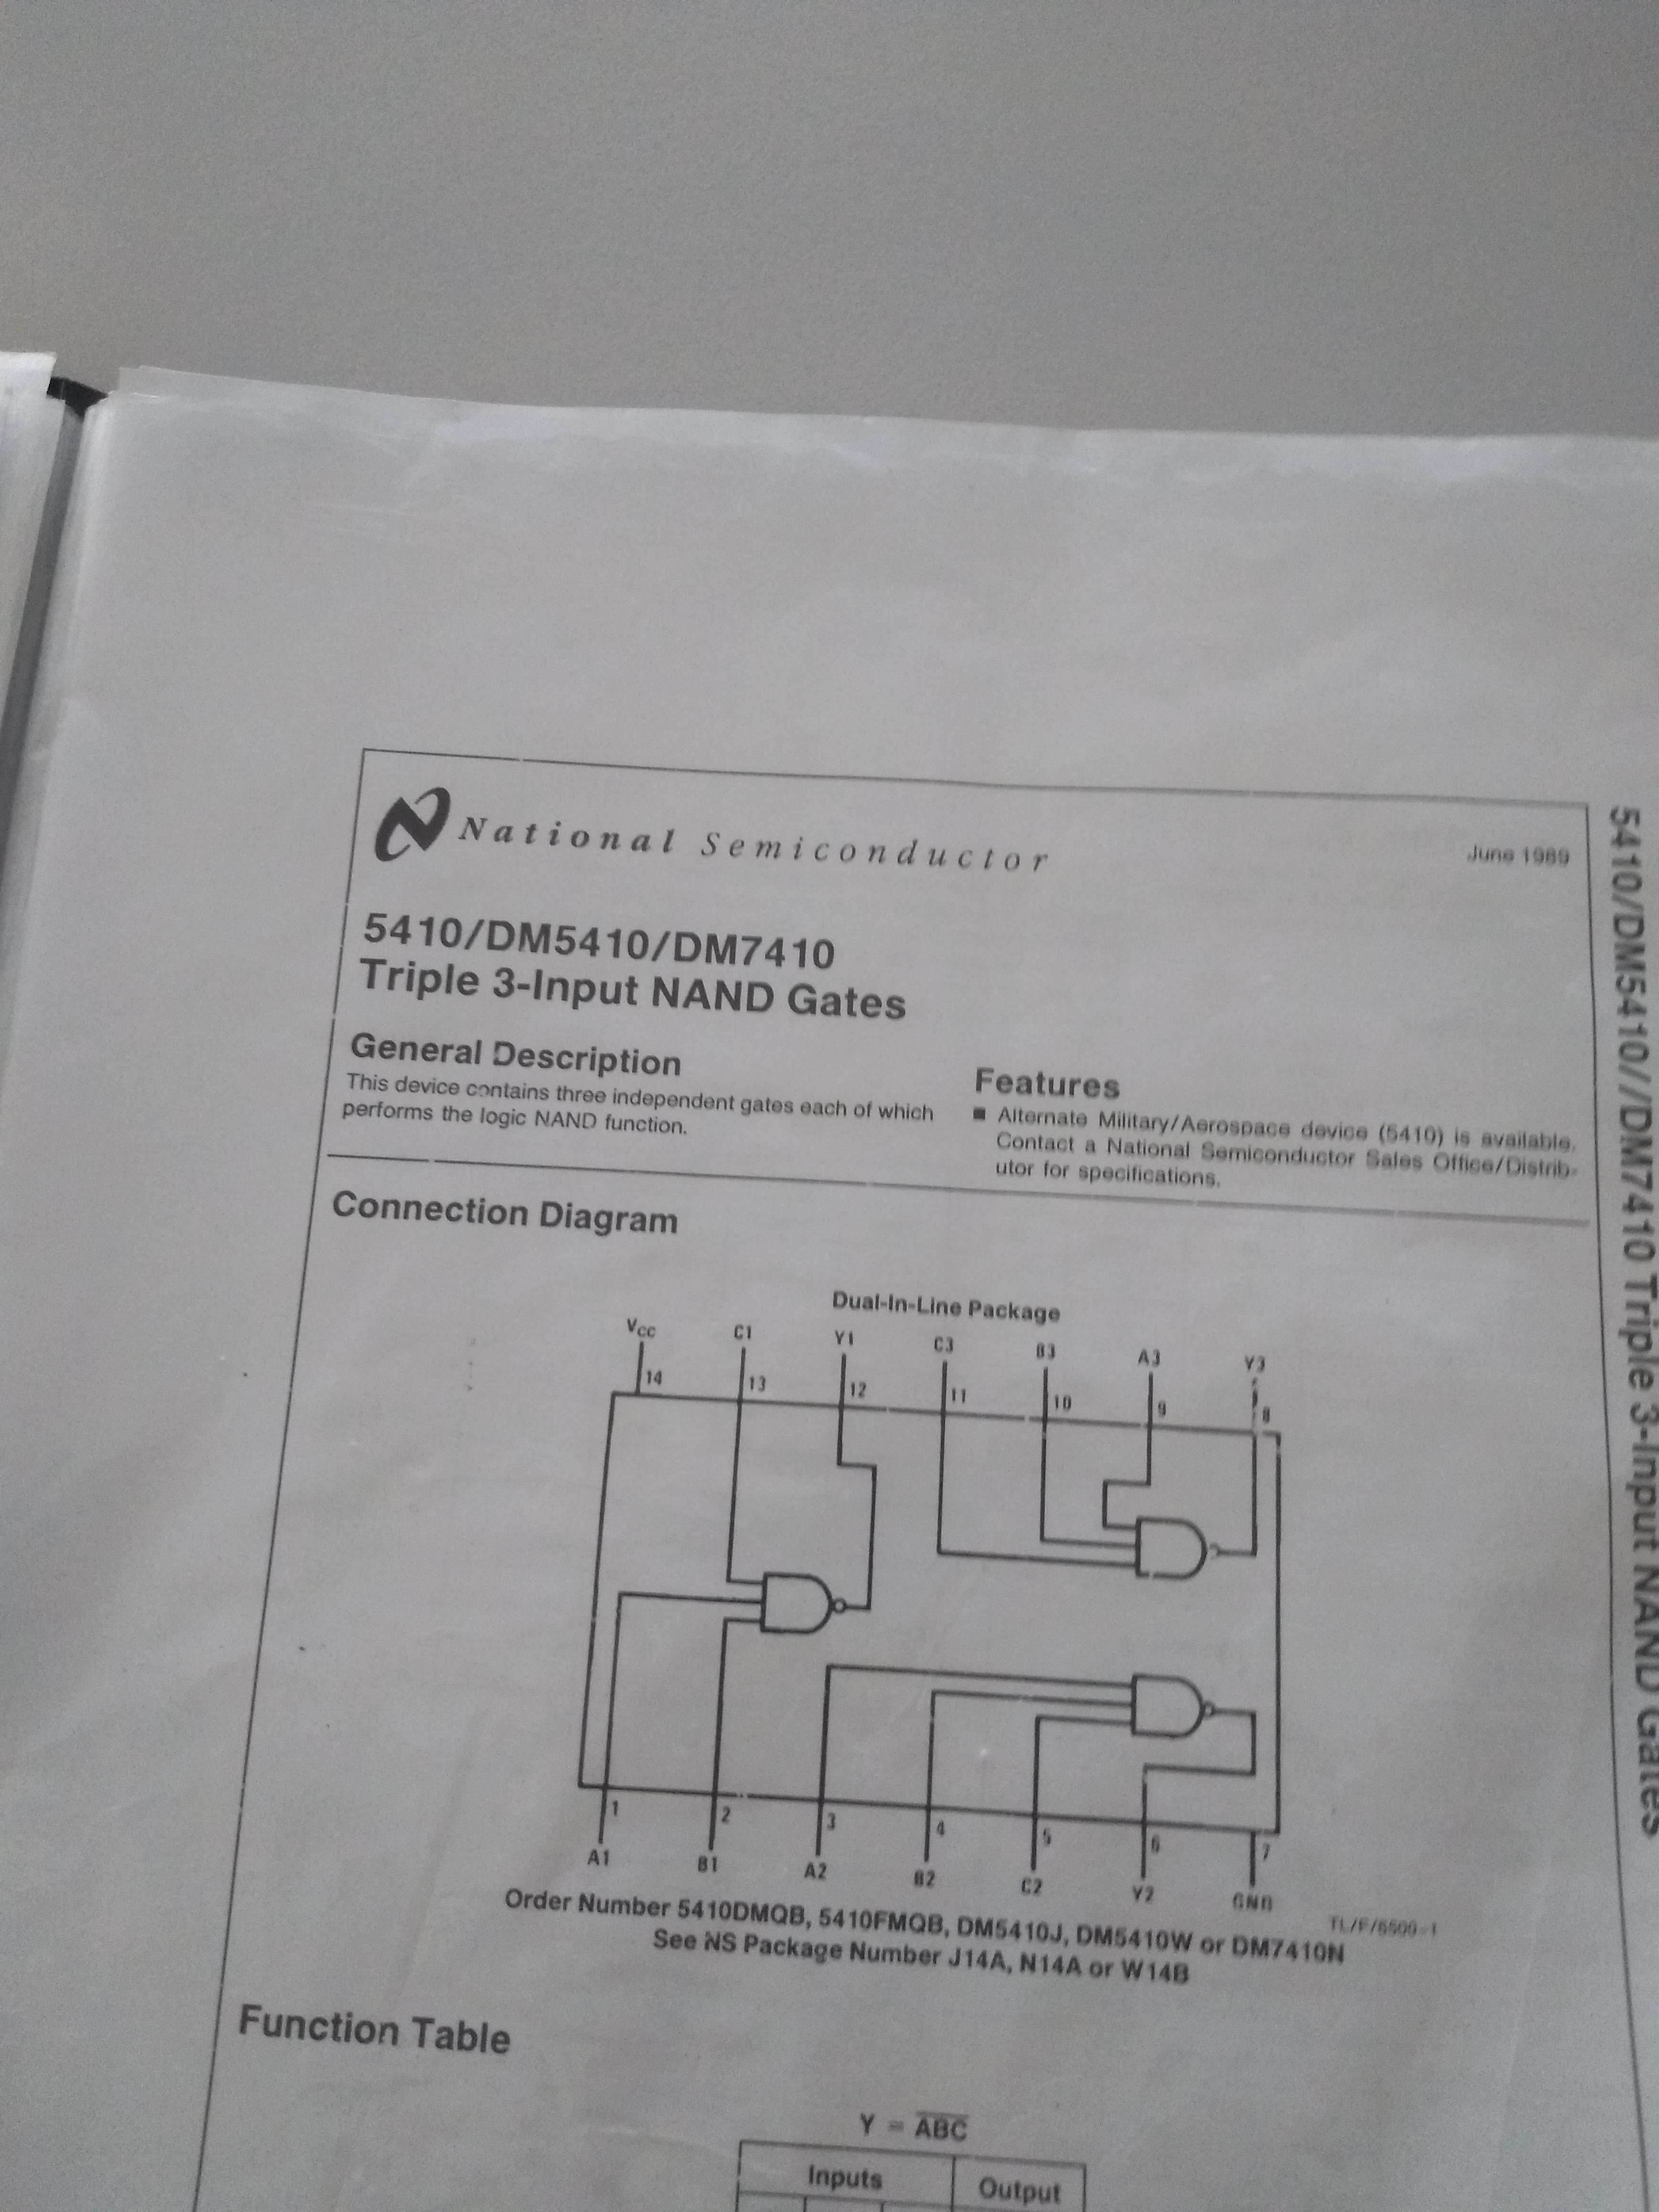 National Semiconductor
June 1989
5410/DM5410/DM7410
Triple 3-Input NAND Gates
General Description
This device contains three independent gates each of which
performs the logic NAND function.
Features
■ Alternate Military/Aerospace device (5410) is available.
Contact a National Semiconductor Sales Office/Distrib-
utor for specifications.
Connection Diagram
Dual-In-Line Package
VCC C1 Y1 C3 B3 A3 Y3
14 13 12 11 10 9 8
1 2 3 4 5 6 7
A1 B1 A2 B2 C2 Y2 GND
TL/F/6500-1
Order Number 5410DMQB, 5410FMQB, DM5410J, DM5410W or DM7410N
See NS Package Number J14A, N14A or W14B
Function Table
Y = A̅B̅C̅
Inputs Output
5410/DM5410//DM7410 Triple 3-Input NAND Gates